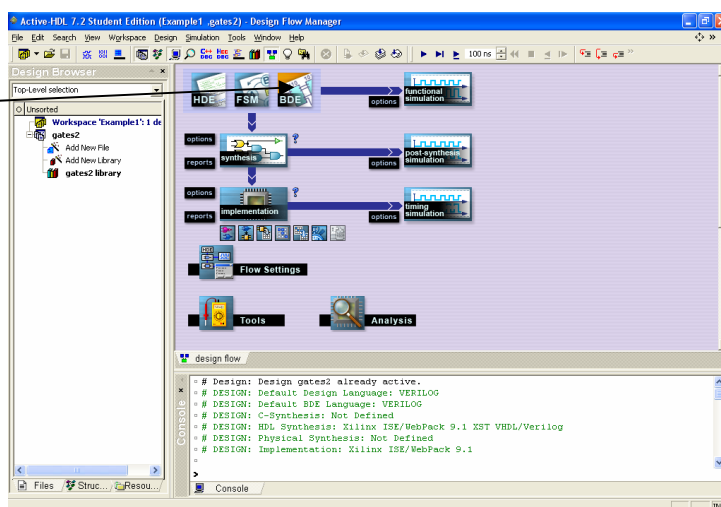 Active-HDL 7.2 Student Edition (Example1 ,gates2) - Design Flow Manager
File Edit Search View Workspace Design Simulation Tools Window Help
100 ns
Design Browser
Top-Level selection
Unsorted
Workspace 'Example1': 1 de
gates2
Add New File
Add New Library
gates2 library
Files Struc... Resou...
HDE FSM BDE
options
functional simulation
options
reports
synthesis
?
options
post-synthesis simulation
options
reports
implementation
?
options
timing simulation
Flow Settings
Tools
Analysis
design flow
# Design: Design gates2 already active.
# DESIGN: Default Design Language: VERILOG
# DESIGN: Default BDE Language: VERILOG
# DESIGN: C-Synthesis: Not Defined
# DESIGN: HDL Synthesis: Xilinx ISE/WebPack 9.1 XST VHDL/Verilog
# DESIGN: Physical Synthesis: Not Defined
# DESIGN: Implementation: Xilinx ISE/WebPack 9.1
>
Console
Console